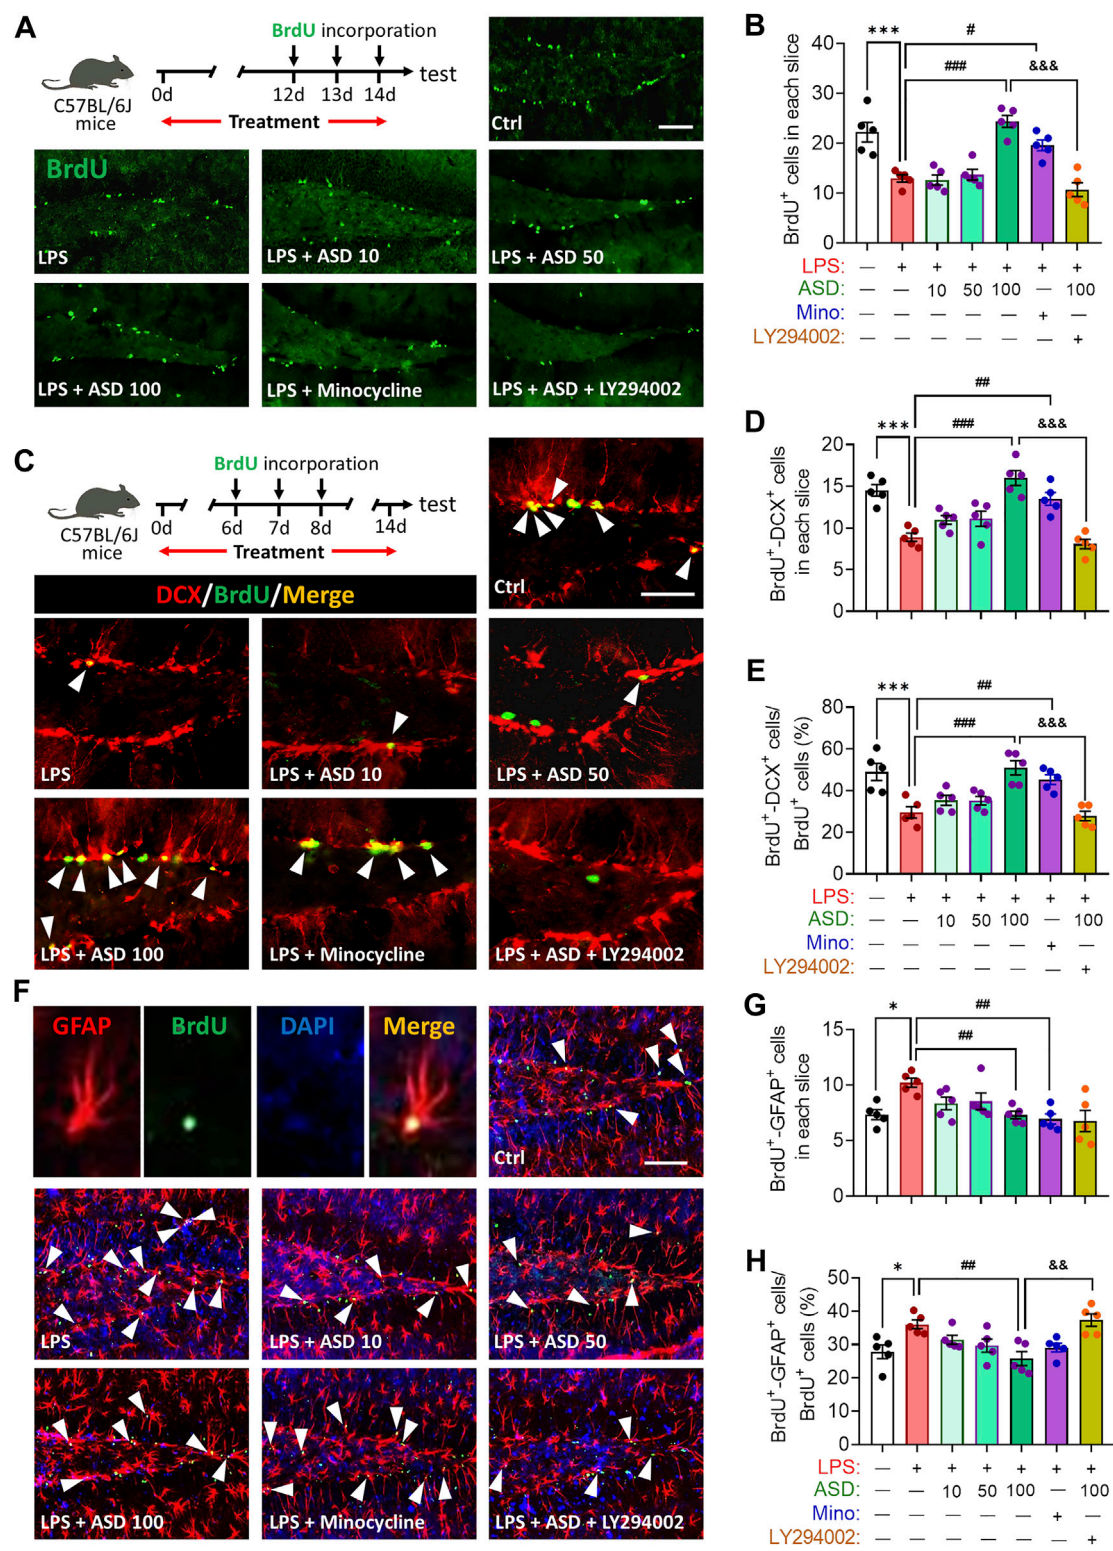 A
BrdU incorporation
test
0d 12d 13d 14d
C57BL/6J
mice
Treatment
Ctrl
BrdU
LPS
LPS + ASD 10
LPS + ASD 50
LPS + ASD 100
LPS + Minocycline
LPS + ASD + LY294002
B
BrdU⁺ cells in each slice
40
30
20
10
0
***
#
###
&&&
LPS: — + + + + + +
ASD: — — 10 50 100 — 100
Mino: — — — — — + —
LY294002: — — — — — — +
C
BrdU incorporation
test
0d 6d 7d 8d 14d
C57BL/6J
mice
Treatment
Ctrl
DCX/BrdU/Merge
LPS
LPS + ASD 10
LPS + ASD 50
LPS + ASD 100
LPS + Minocycline
LPS + ASD + LY294002
D
BrdU⁺-DCX⁺ cells
in each slice
20
15
10
5
0
***
##
###
&&&
E
BrdU⁺-DCX⁺ cells/
BrdU⁺ cells (%)
80
60
40
20
0
***
##
###
&&&
LPS: — + + + + + +
ASD: — — 10 50 100 — 100
Mino: — — — — — + —
LY294002: — — — — — — +
F
GFAP
BrdU
DAPI
Merge
Ctrl
LPS
LPS + ASD 10
LPS + ASD 50
LPS + ASD 100
LPS + Minocycline
LPS + ASD + LY294002
G
BrdU⁺-GFAP⁺ cells
in each slice
15
10
5
0
*
##
##
H
BrdU⁺-GFAP⁺ cells/
BrdU⁺ cells (%)
50
40
30
20
10
0
*
##
&&
LPS: — + + + + + +
ASD: — — 10 50 100 — 100
Mino: — — — — — + —
LY294002: — — — — — — +